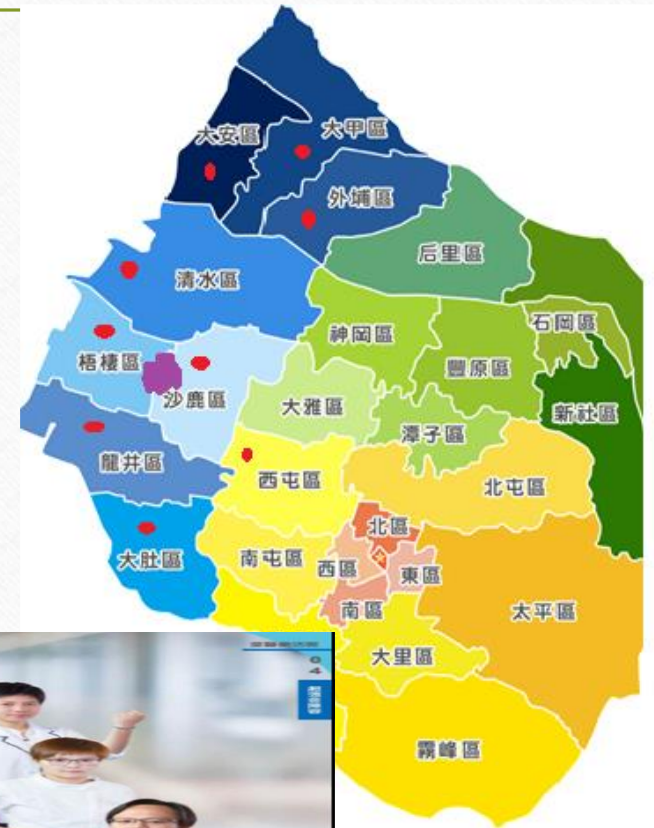 大安區
大甲區
外埔區
后里區
清水區
神岡區
石岡區
梧棲區
豐原區
沙鹿區
大雅區
新社區
潭子區
龍井區
西屯區
北屯區
北區
大肚區
南屯區
西區
東區
南區
太平區
大里區
霧峰區